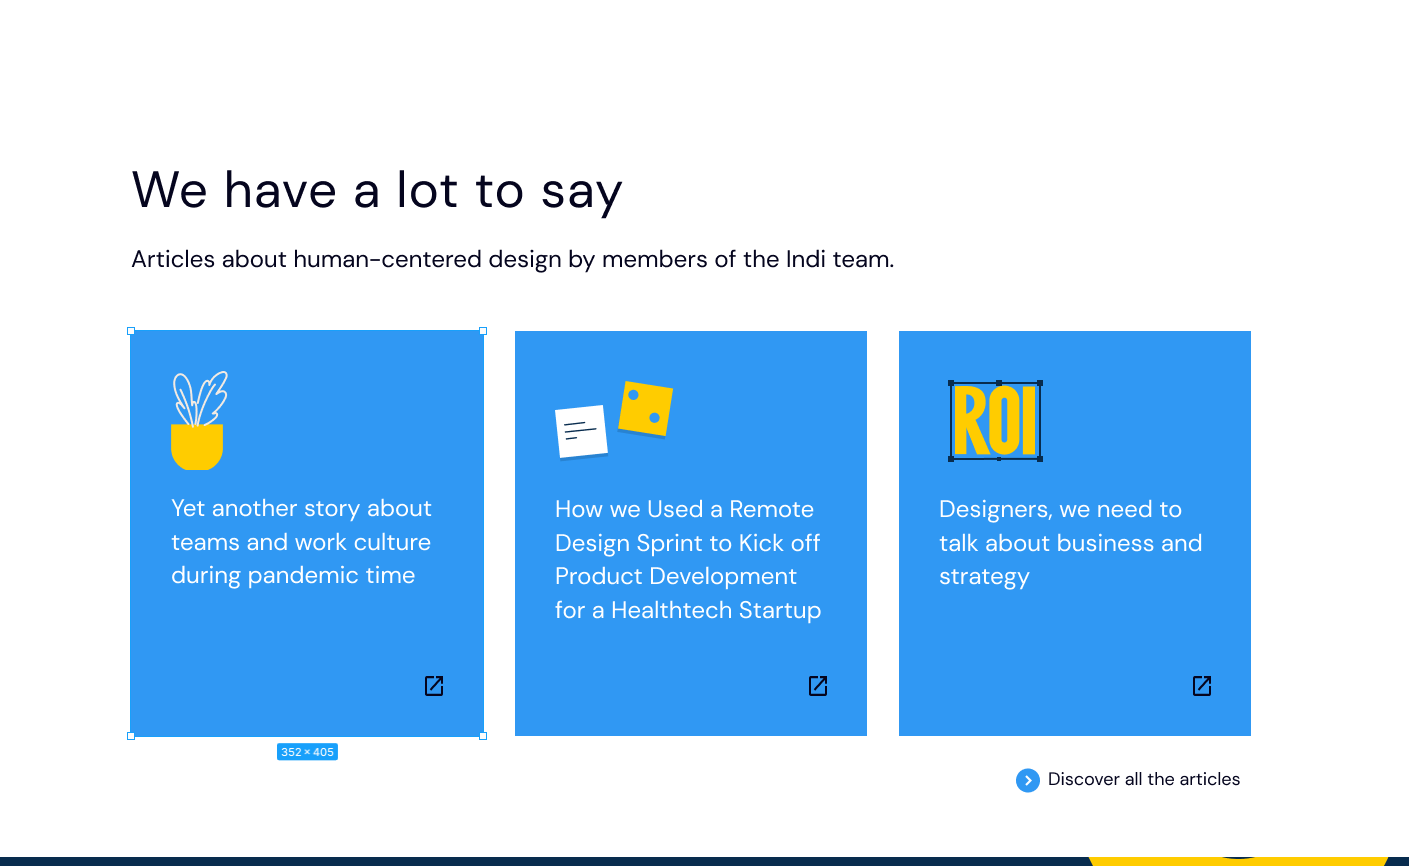 We have a lot to say
Articles about human-centered design by members of the Indi team.
ROI
Yet another story about
teams and work culture
during pandemic time
How we Used a Remote
Design Sprint to Kick off
Product Development
for a Healthtech Startup
Designers, we need to
talk about business and
strategy
352 × 405
Discover all the articles